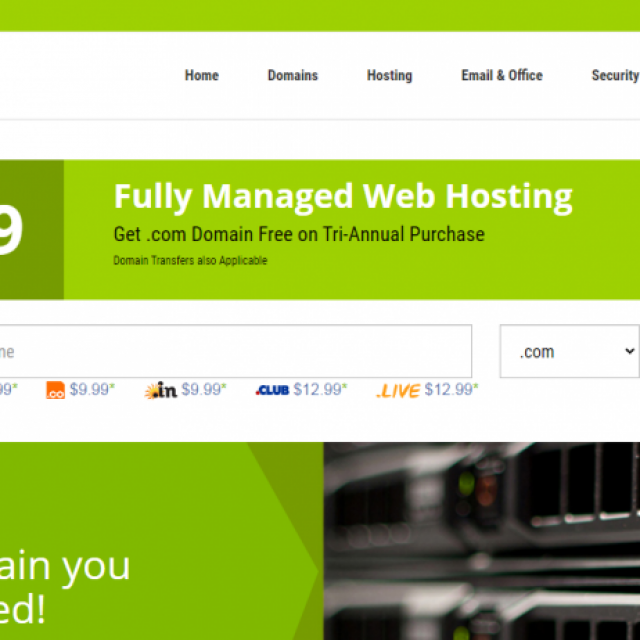 Home Domains Hosting Email & Office Security
9
Fully Managed Web Hosting
Get .com Domain Free on Tri-Annual Purchase
Domain Transfers also Applicable
ne
.com
99* .co $9.99* .in $9.99* .CLUB $12.99* .LIVE $12.99*
ain you
ed!